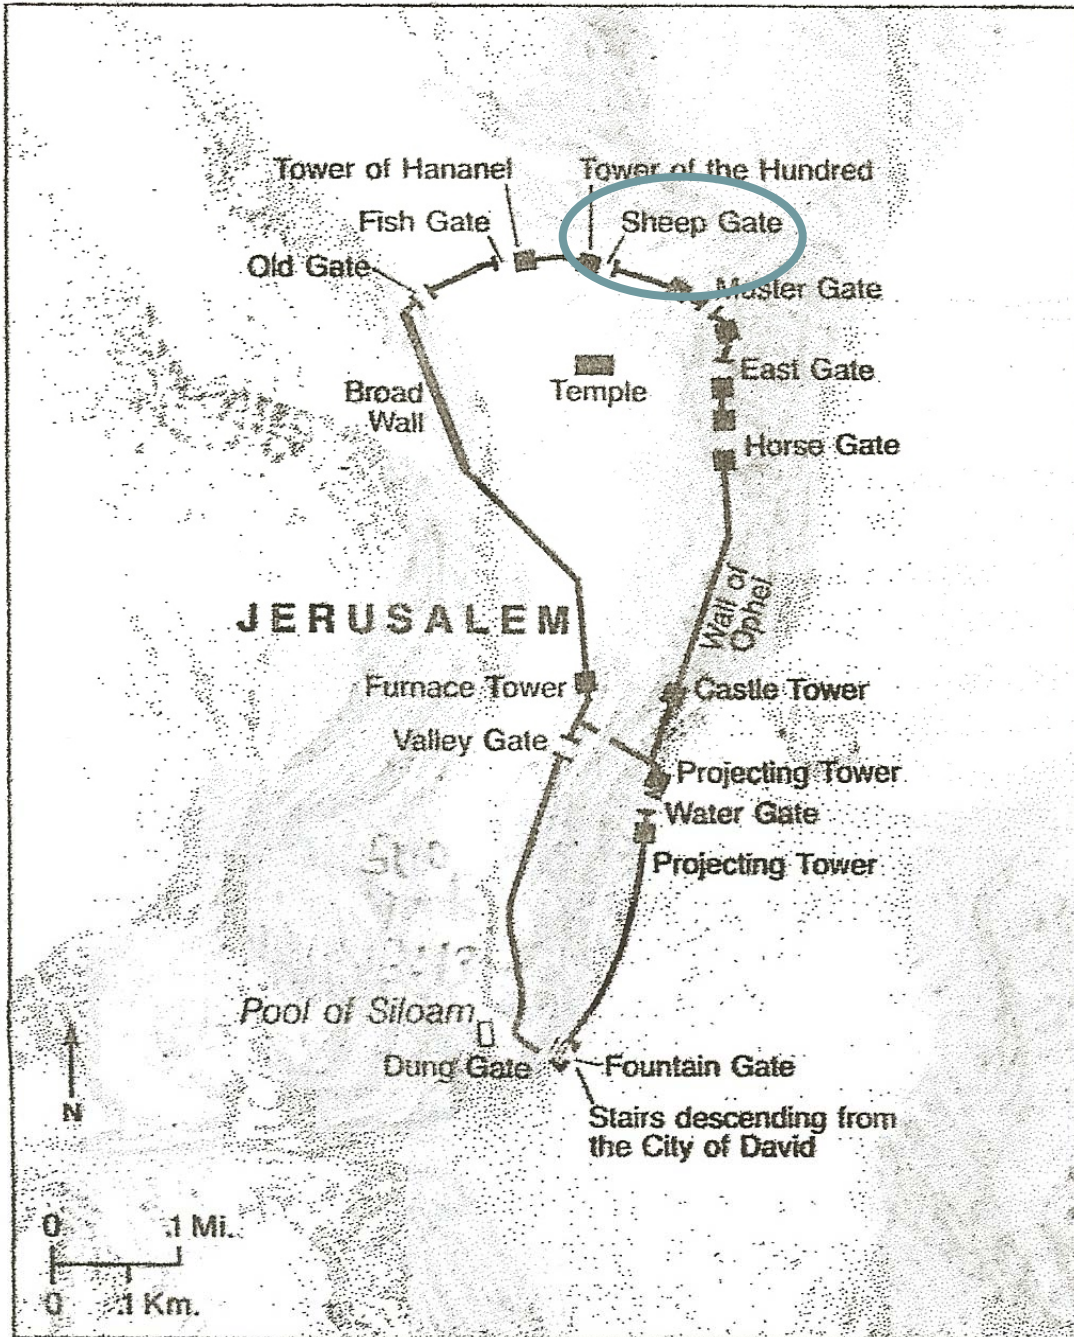 Tower of Hananel
Tower of the Hundred
Fish Gate
Sheep Gate
Old Gate
Muster Gate
East Gate
Broad
Wall
Temple
Horse Gate
Wall of
Ophel
JERUSALEM
Furnace Tower
Castle Tower
Valley Gate
Projecting Tower
Water Gate
Projecting Tower
Pool of Siloam
Dung Gate
Fountain Gate
Stairs descending from
the City of David
N
0 .1 Mi.
0 .1 Km.